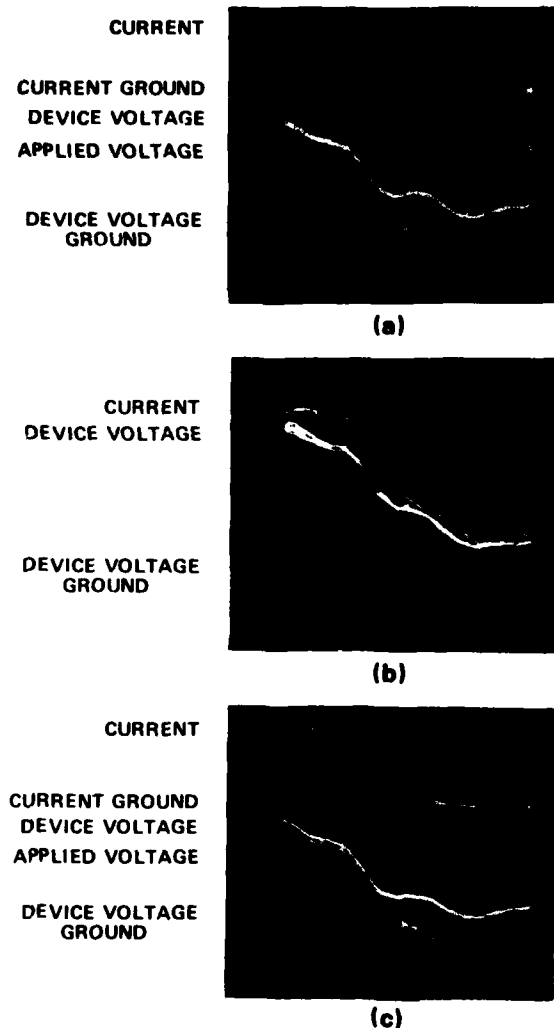 CURRENT
CURRENT GROUND
DEVICE VOLTAGE
APPLIED VOLTAGE
DEVICE VOLTAGE
GROUND
(a)
CURRENT
DEVICE VOLTAGE
DEVICE VOLTAGE
GROUND
(b)
CURRENT
CURRENT GROUND
DEVICE VOLTAGE
APPLIED VOLTAGE
DEVICE VOLTAGE
GROUND
(c)